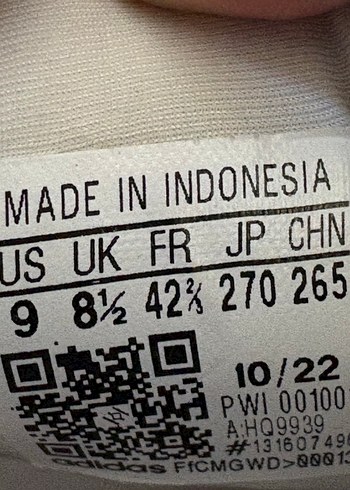 MADE IN INDONESIA
US UK FR JP CHN
9 8½ 42⅔ 270 265
10/22
PWI 00100
A:HQ9939
#
adidas FfCMGWD>